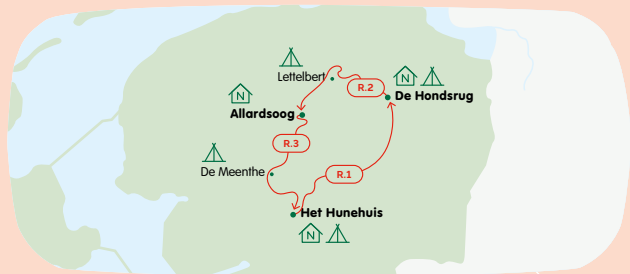 N
Lettelbert
R.2
De Hondsrug
N
Allardsoog
R.3
De Meenthe
R.1
Het Hunehuis
N